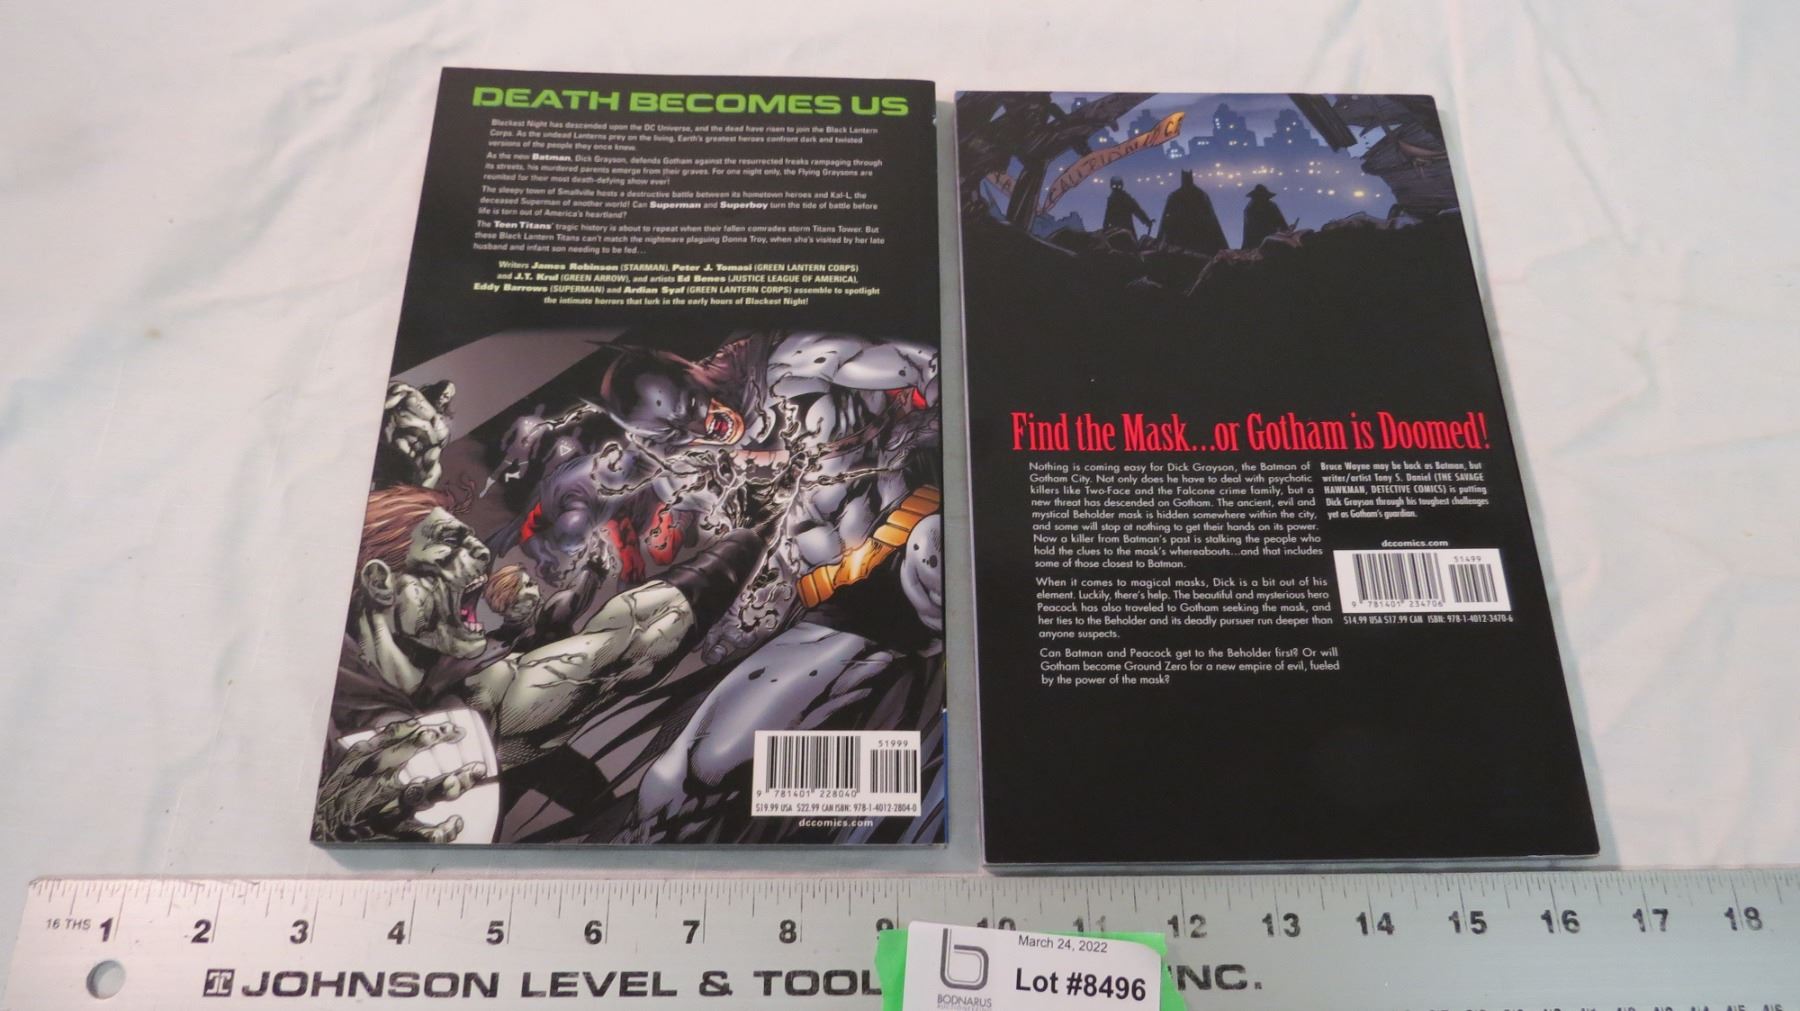 DEATH BECOMES US
Blackest Night has descended upon the DC Universe, and the dead have risen to join the Black Lantern
Corps. As the undead Lanterns prey on the living, Earth's greatest heroes confront dark and twisted
versions of the people they once knew.
As the new Batman, Dick Grayson, defends Gotham against the resurrected freaks rampaging through
its streets, his murdered parents emerge from their graves. For one night only, the Flying Graysons are
reunited for their most death-defying show ever!
The sleepy town of Smallville hosts a destructive battle between its hometown heroes and Kal-L, the
deceased Superman of another world! Can Superman and Superboy turn the tide of battle before
life is torn out of America's heartland?
The Teen Titans' tragic history is about to repeat when their fallen comrades storm Titans Tower. But
these Black Lantern Titans can't match the nightmare plaguing Donna Troy, when she's visited by her late
husband and infant son needing to be fed...
Writers James Robinson (STARMAN), Peter J. Tomasi (GREEN LANTERN CORPS)
and J.T. Krul (GREEN ARROW), and artists Ed Benes (JUSTICE LEAGUE OF AMERICA),
Eddy Barrows (SUPERMAN) and Ardian Syaf (GREEN LANTERN CORPS) assemble to spotlight
the intimate horrors that lurk in the early hours of Blackest Night!
51999
9 781401 228040
$19.99 USA $22.99 CAN ISBN: 978-1-4012-2804-0
dccomics.com
Find the Mask...or Gotham is Doomed!
Nothing is coming easy for Dick Grayson, the Batman of
Gotham City. Not only does he have to deal with psychotic
killers like Two-Face and the Falcone crime family, but a
new threat has descended on Gotham. The ancient, evil and
mystical Beholder mask is hidden somewhere within the city,
and some will stop at nothing to get their hands on its power.
Now a killer from Batman's past is stalking the people who
hold the clues to the mask's whereabouts...and that includes
some of those closest to Batman.
When it comes to magical masks, Dick is a bit out of his
element. Luckily, there's help. The beautiful and mysterious hero
Peacock has also traveled to Gotham seeking the mask, and
her ties to the Beholder and its deadly pursuer run deeper than
anyone suspects.
Can Batman and Peacock get to the Beholder first? Or will
Gotham become Ground Zero for a new empire of evil, fueled
by the power of the mask?
Bruce Wayne may be back as Batman, but
writer/artist Tony S. Daniel (THE SAVAGE
HAWKMAN, DETECTIVE COMICS) is putting
Dick Grayson through his toughest challenges
yet as Gotham's guardian.
dccomics.com
51499
9 781401 234706
$14.99 USA $17.99 CAN ISBN: 978-1-4012-3470-6
16 THS 1 2 3 4 5 6 7 8 9 10 11 12 13 14 15 16 17 18
JOHNSON LEVEL & TOOL INC.
March 24, 2022
Lot #8496
BODNARUS